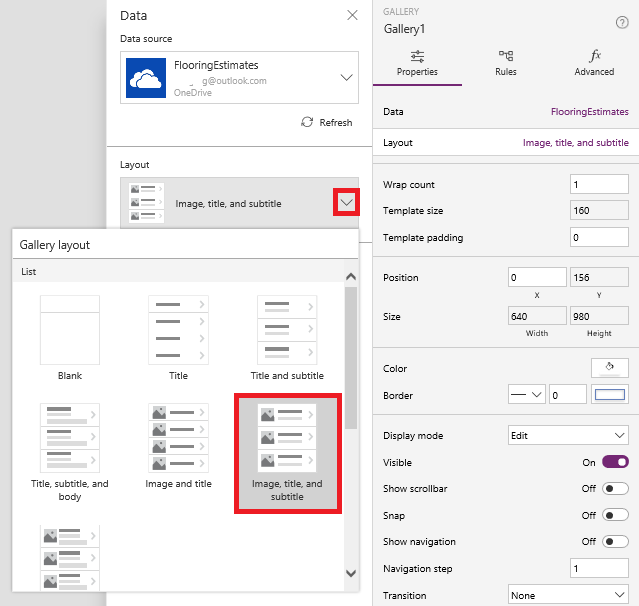 Data
Data source
FlooringEstimates
g@outlook.com
OneDrive
Refresh
Layout
Image, title, and subtitle
Gallery layout
List
Blank
Title
Title and subtitle
Title, subtitle, and
body
Image and title
Image, title, and
subtitle
GALLERY
Gallery1
?
Properties
fx
Rules
Advanced
Data
FlooringEstimates
Layout
Image, title, and subtitle
Wrap count
1
Template size
160
Template padding
0
Position
0
156
X
Y
Size
640
980
Width
Height
Color
Border
0
Display mode
Edit
Visible
On
Show scrollbar
Off
Snap
Off
Show navigation
Off
Navigation step
1
Transition
None